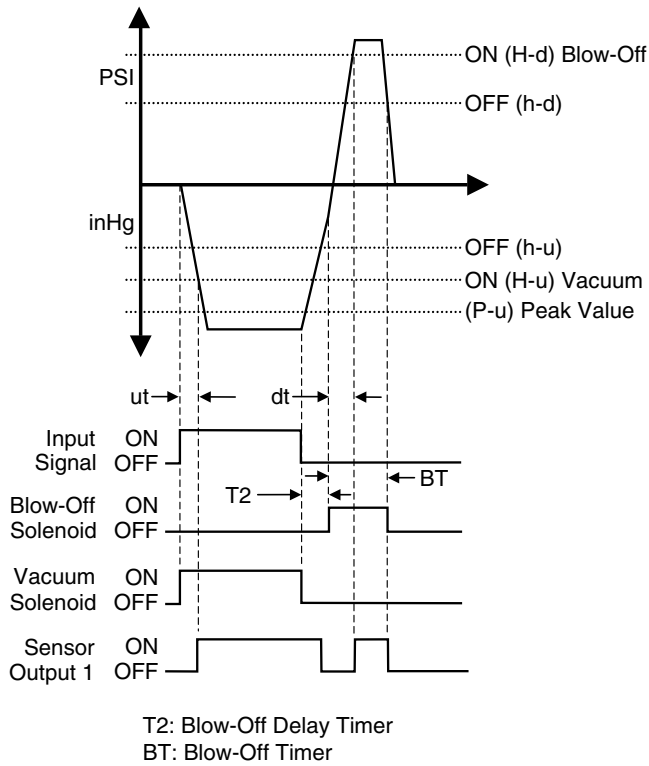 ON (H-d) Blow-Off
PSI
OFF (h-d)
inHg
OFF (h-u)
ON (H-u) Vacuum
(P-u) Peak Value
ut dt
Input ON
Signal OFF
BT
T2
Blow-Off ON
Solenoid OFF
Vacuum ON
Solenoid OFF
Sensor ON
Output 1 OFF
T2: Blow-Off Delay Timer
BT: Blow-Off Timer